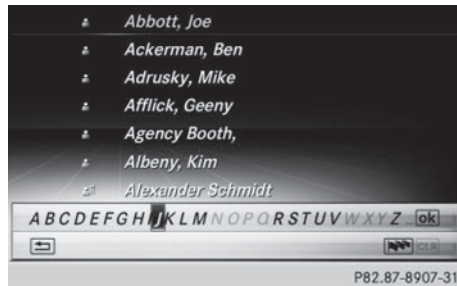 Abbott, Joe
Ackerman, Ben
Adrusky, Mike
Afflick, Geeny
Agency Booth,
Albeny, Kim
Alexander Schmidt
ABCDEFGHIJKLMNOPQRSTUVWXYZ_ ok
CLR
P82.87-8907-31